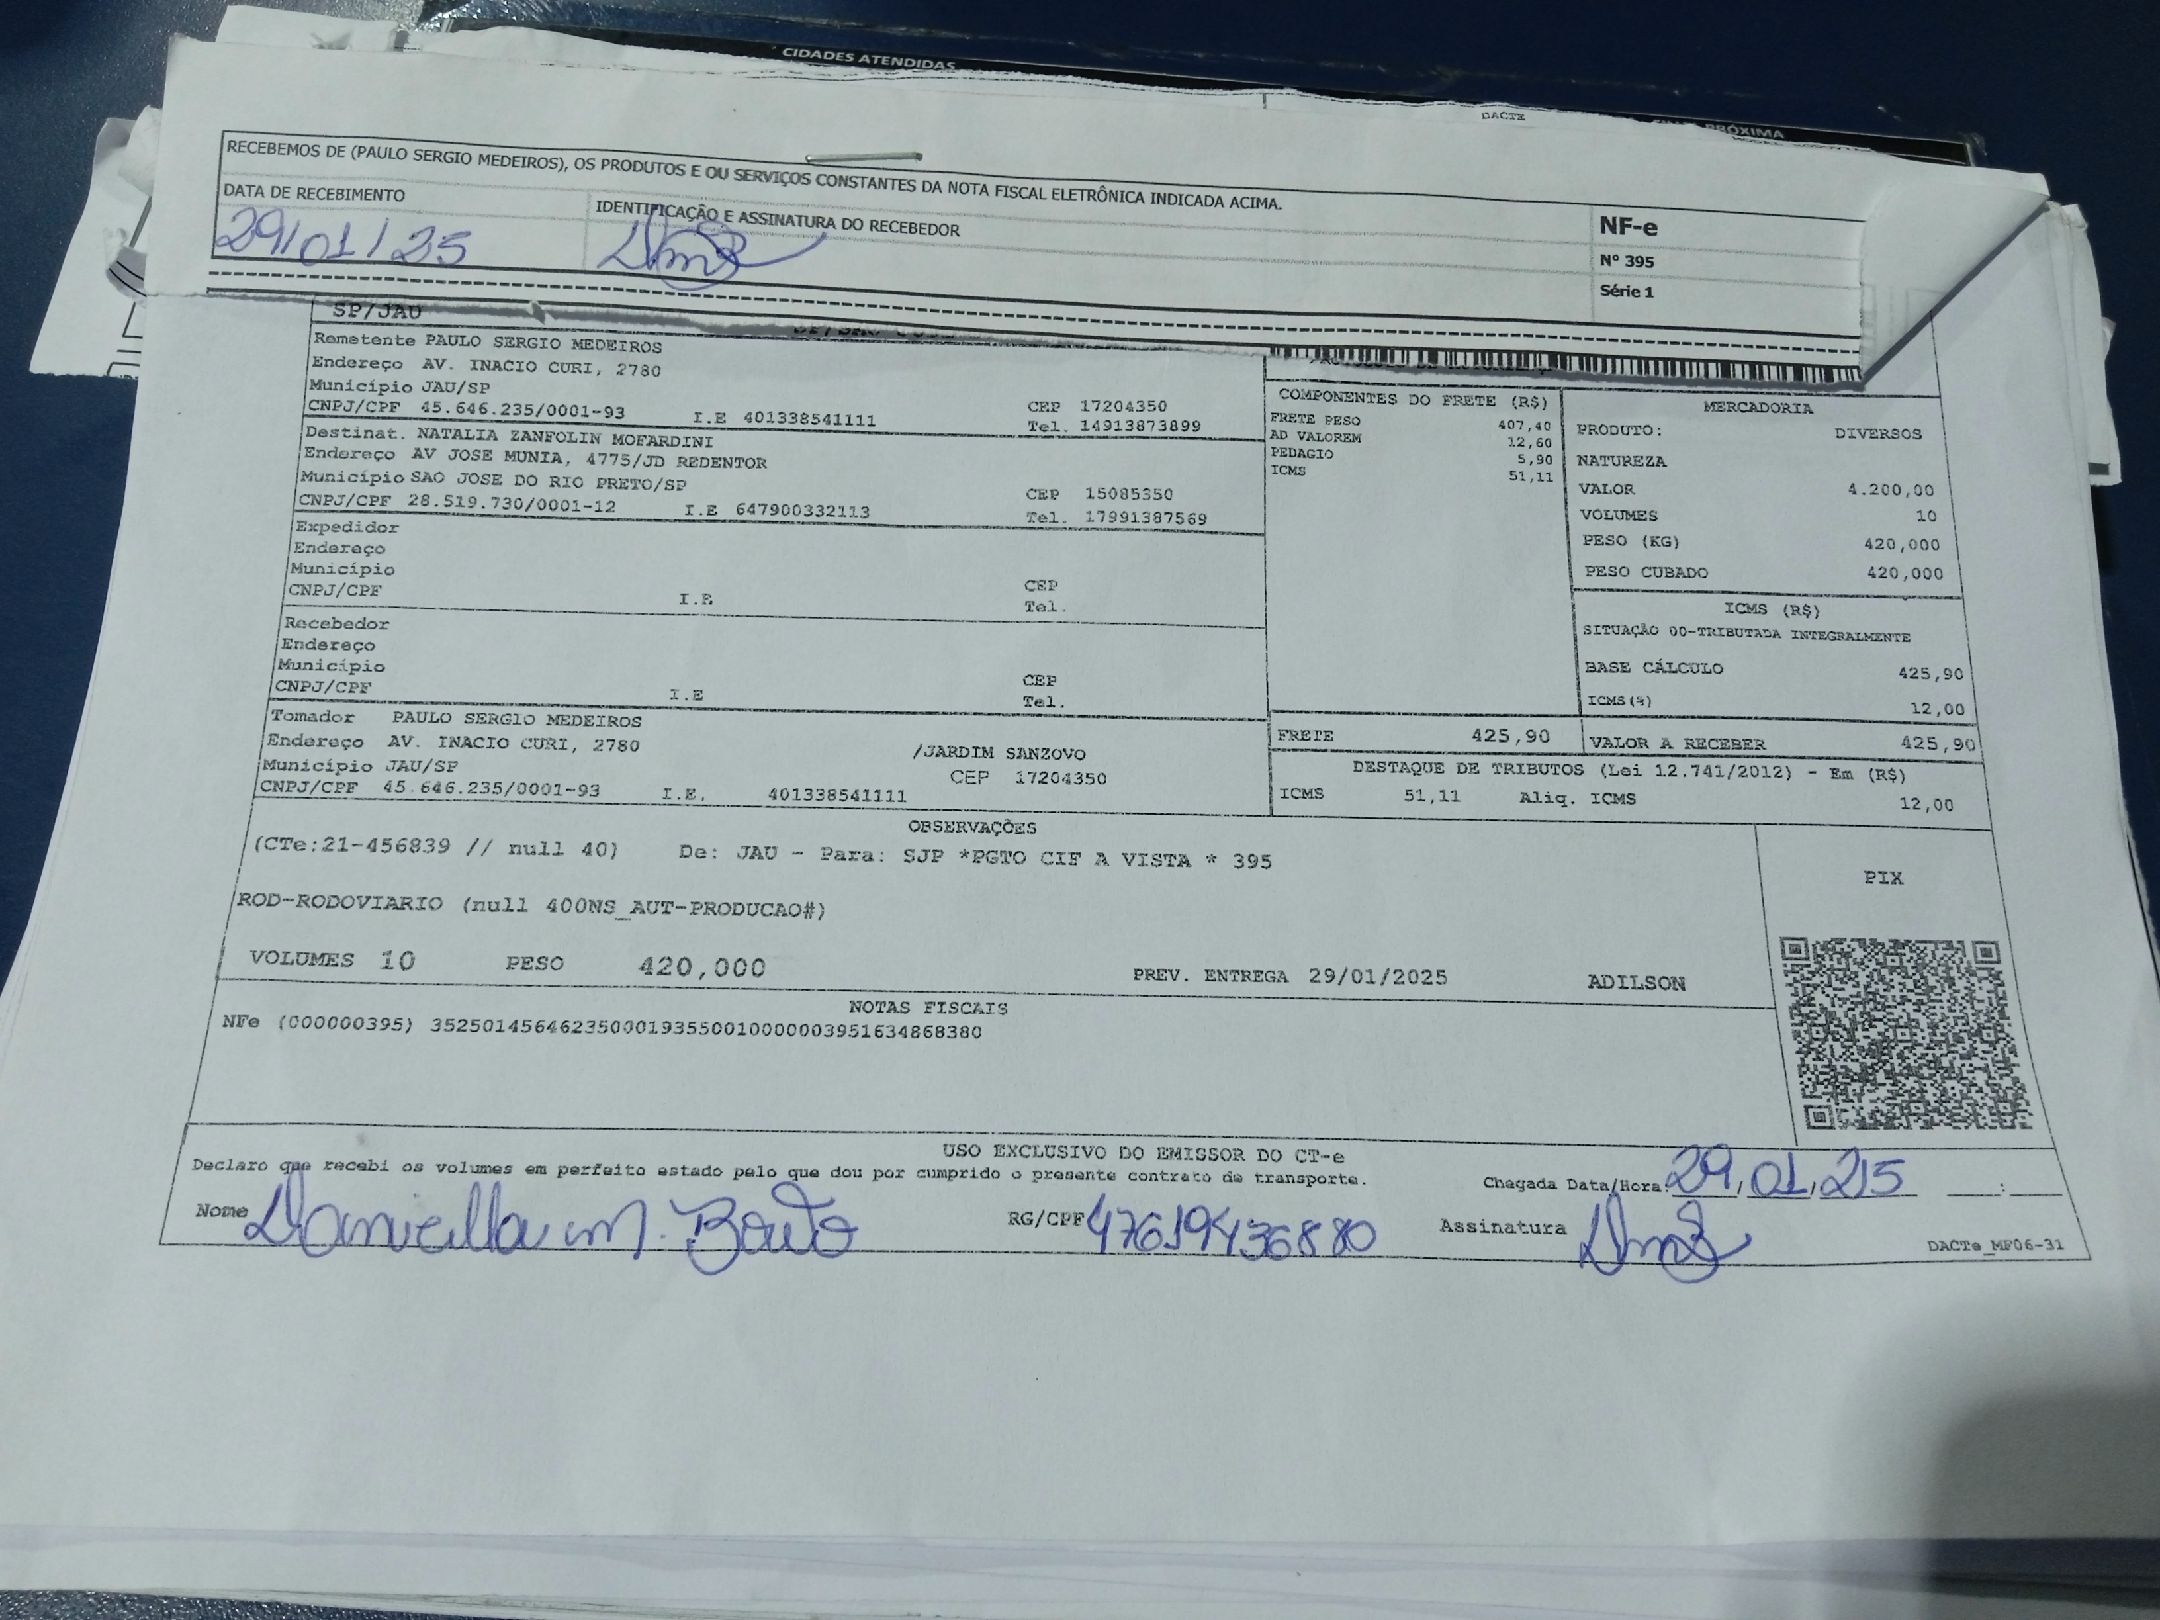 CIDADES ATENDIDAS
DACTE
PRÓXIMA
RECEBEMOS DE (PAULO SERGIO MEDEIROS), OS PRODUTOS E OU SERVIÇOS CONSTANTES DA NOTA FISCAL ELETRÔNICA INDICADA ACIMA.
DATA DE RECEBIMENTO
IDENTIFICAÇÃO E ASSINATURA DO RECEBEDOR
29/01/25
NF-e
Nº 395
Série 1
SP/JAU
Remetente PAULO SERGIO MEDEIROS
Endereço AV. INACIO CURI, 2780
Município JAU/SP CEP 17204350
CNPJ/CPF 45.646.235/0001-93 I.E 401338541111 Tel. 14913873899
Destinat. NATALIA ZANFOLIN MOFARDINI
Endereço AV JOSE MUNIA, 4775/JD REDENTOR
Município SAO JOSE DO RIO PRETO/SP CEP 15085350
CNPJ/CPF 28.519.730/0001-12 I.E 647900332113 Tel. 17991387569
Expedidor
Endereço
Município CEP
CNPJ/CPF I.E Tel.
Recebedor
Endereço
Município CEP
CNPJ/CPF I.E Tel.
Tomador PAULO SERGIO MEDEIROS
Endereço AV. INACIO CURI, 2780 /JARDIM SANZOVO
Município JAU/SP CEP 17204350
CNPJ/CPF 45.646.235/0001-93 I.E. 401338541111
COMPONENTES DO FRETE (R$)
FRETE PESO 407,40
AD VALOREM 12,60
PEDAGIO 5,90
ICMS 51,11
MERCADORIA
PRODUTO: DIVERSOS
NATUREZA
VALOR 4.200,00
VOLUMES 10
PESO (KG) 420,000
PESO CUBADO 420,000
ICMS (R$)
SITUAÇÃO 00-TRIBUTADA INTEGRALMENTE
BASE CÁLCULO 425,90
ICMS(%) 12,00
FRETE 425,90 VALOR A RECEBER 425,90
DESTAQUE DE TRIBUTOS (Lei 12.741/2012) - Em (R$)
ICMS 51,11 Aliq. ICMS 12,00
OBSERVAÇÕES
(CTe:21-456839 // null 40) De: JAU - Para: SJP *PGTO CIF A VISTA * 395
ROD-RODOVIARIO (null 400NS_AUT-PRODUCAO#)
VOLUMES 10 PESO 420,000 PREV. ENTREGA 29/01/2025 ADILSON
PIX
NOTAS FISCAIS
NFe (000000395) 35250145646235000193550010000003951634868380
USO EXCLUSIVO DO EMISSOR DO CT-e
Declaro que recebi os volumes em perfeito estado pelo que dou por cumprido o presente contrato de transporte.
Chegada Data/Hora: 29,01,25 :
Nome Daniella M. RG/CPF 47619436880 Assinatura
DACTe_MF06-31